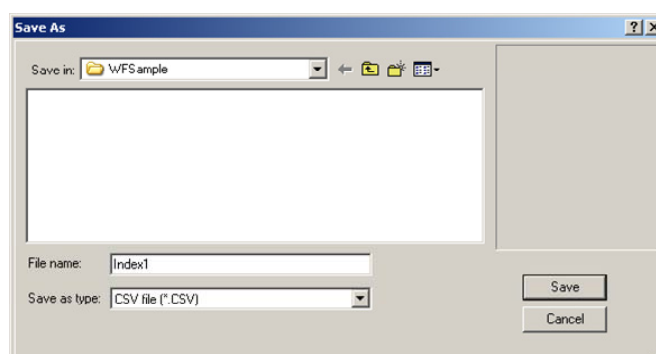 Save As
Save in: WFSample
File name: Index1
Save as type: CSV file (*.CSV)
Save
Cancel